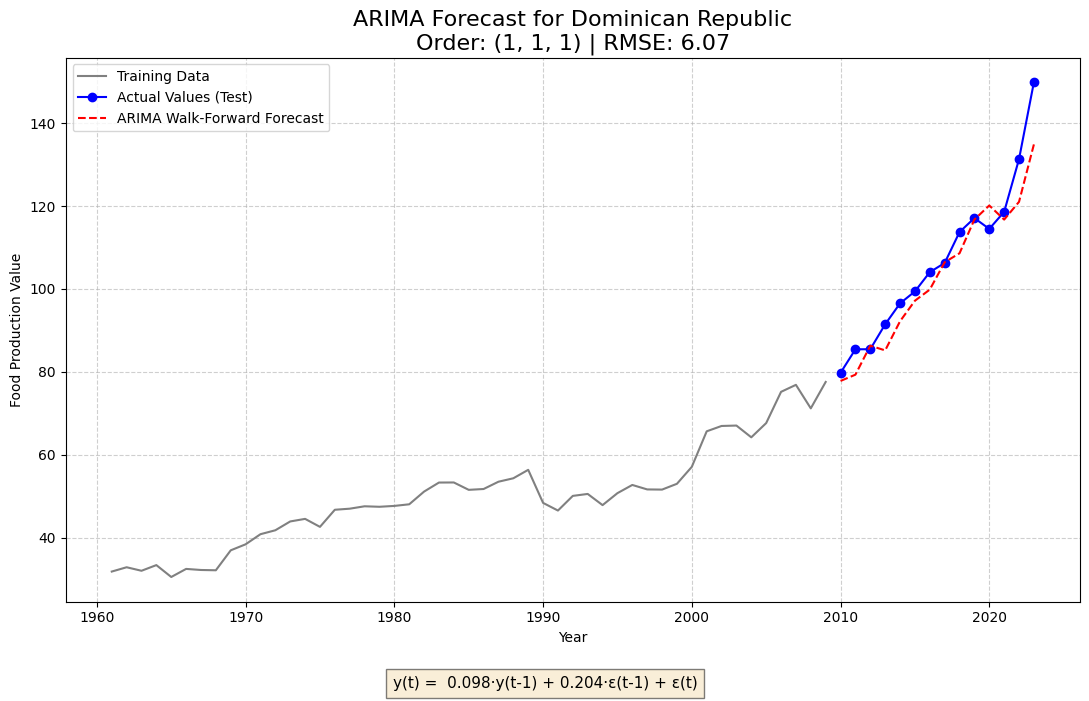 ARIMA Forecast for Dominican Republic
Order: (1, 1, 1) | RMSE: 6.07
Training Data
Actual Values (Test)
ARIMA Walk-Forward Forecast
Food Production Value
140
120
100
80
60
40
1960 1970 1980 1990 2000 2010 2020
Year
y(t) =  0.098·y(t-1) + 0.204·ε(t-1) + ε(t)